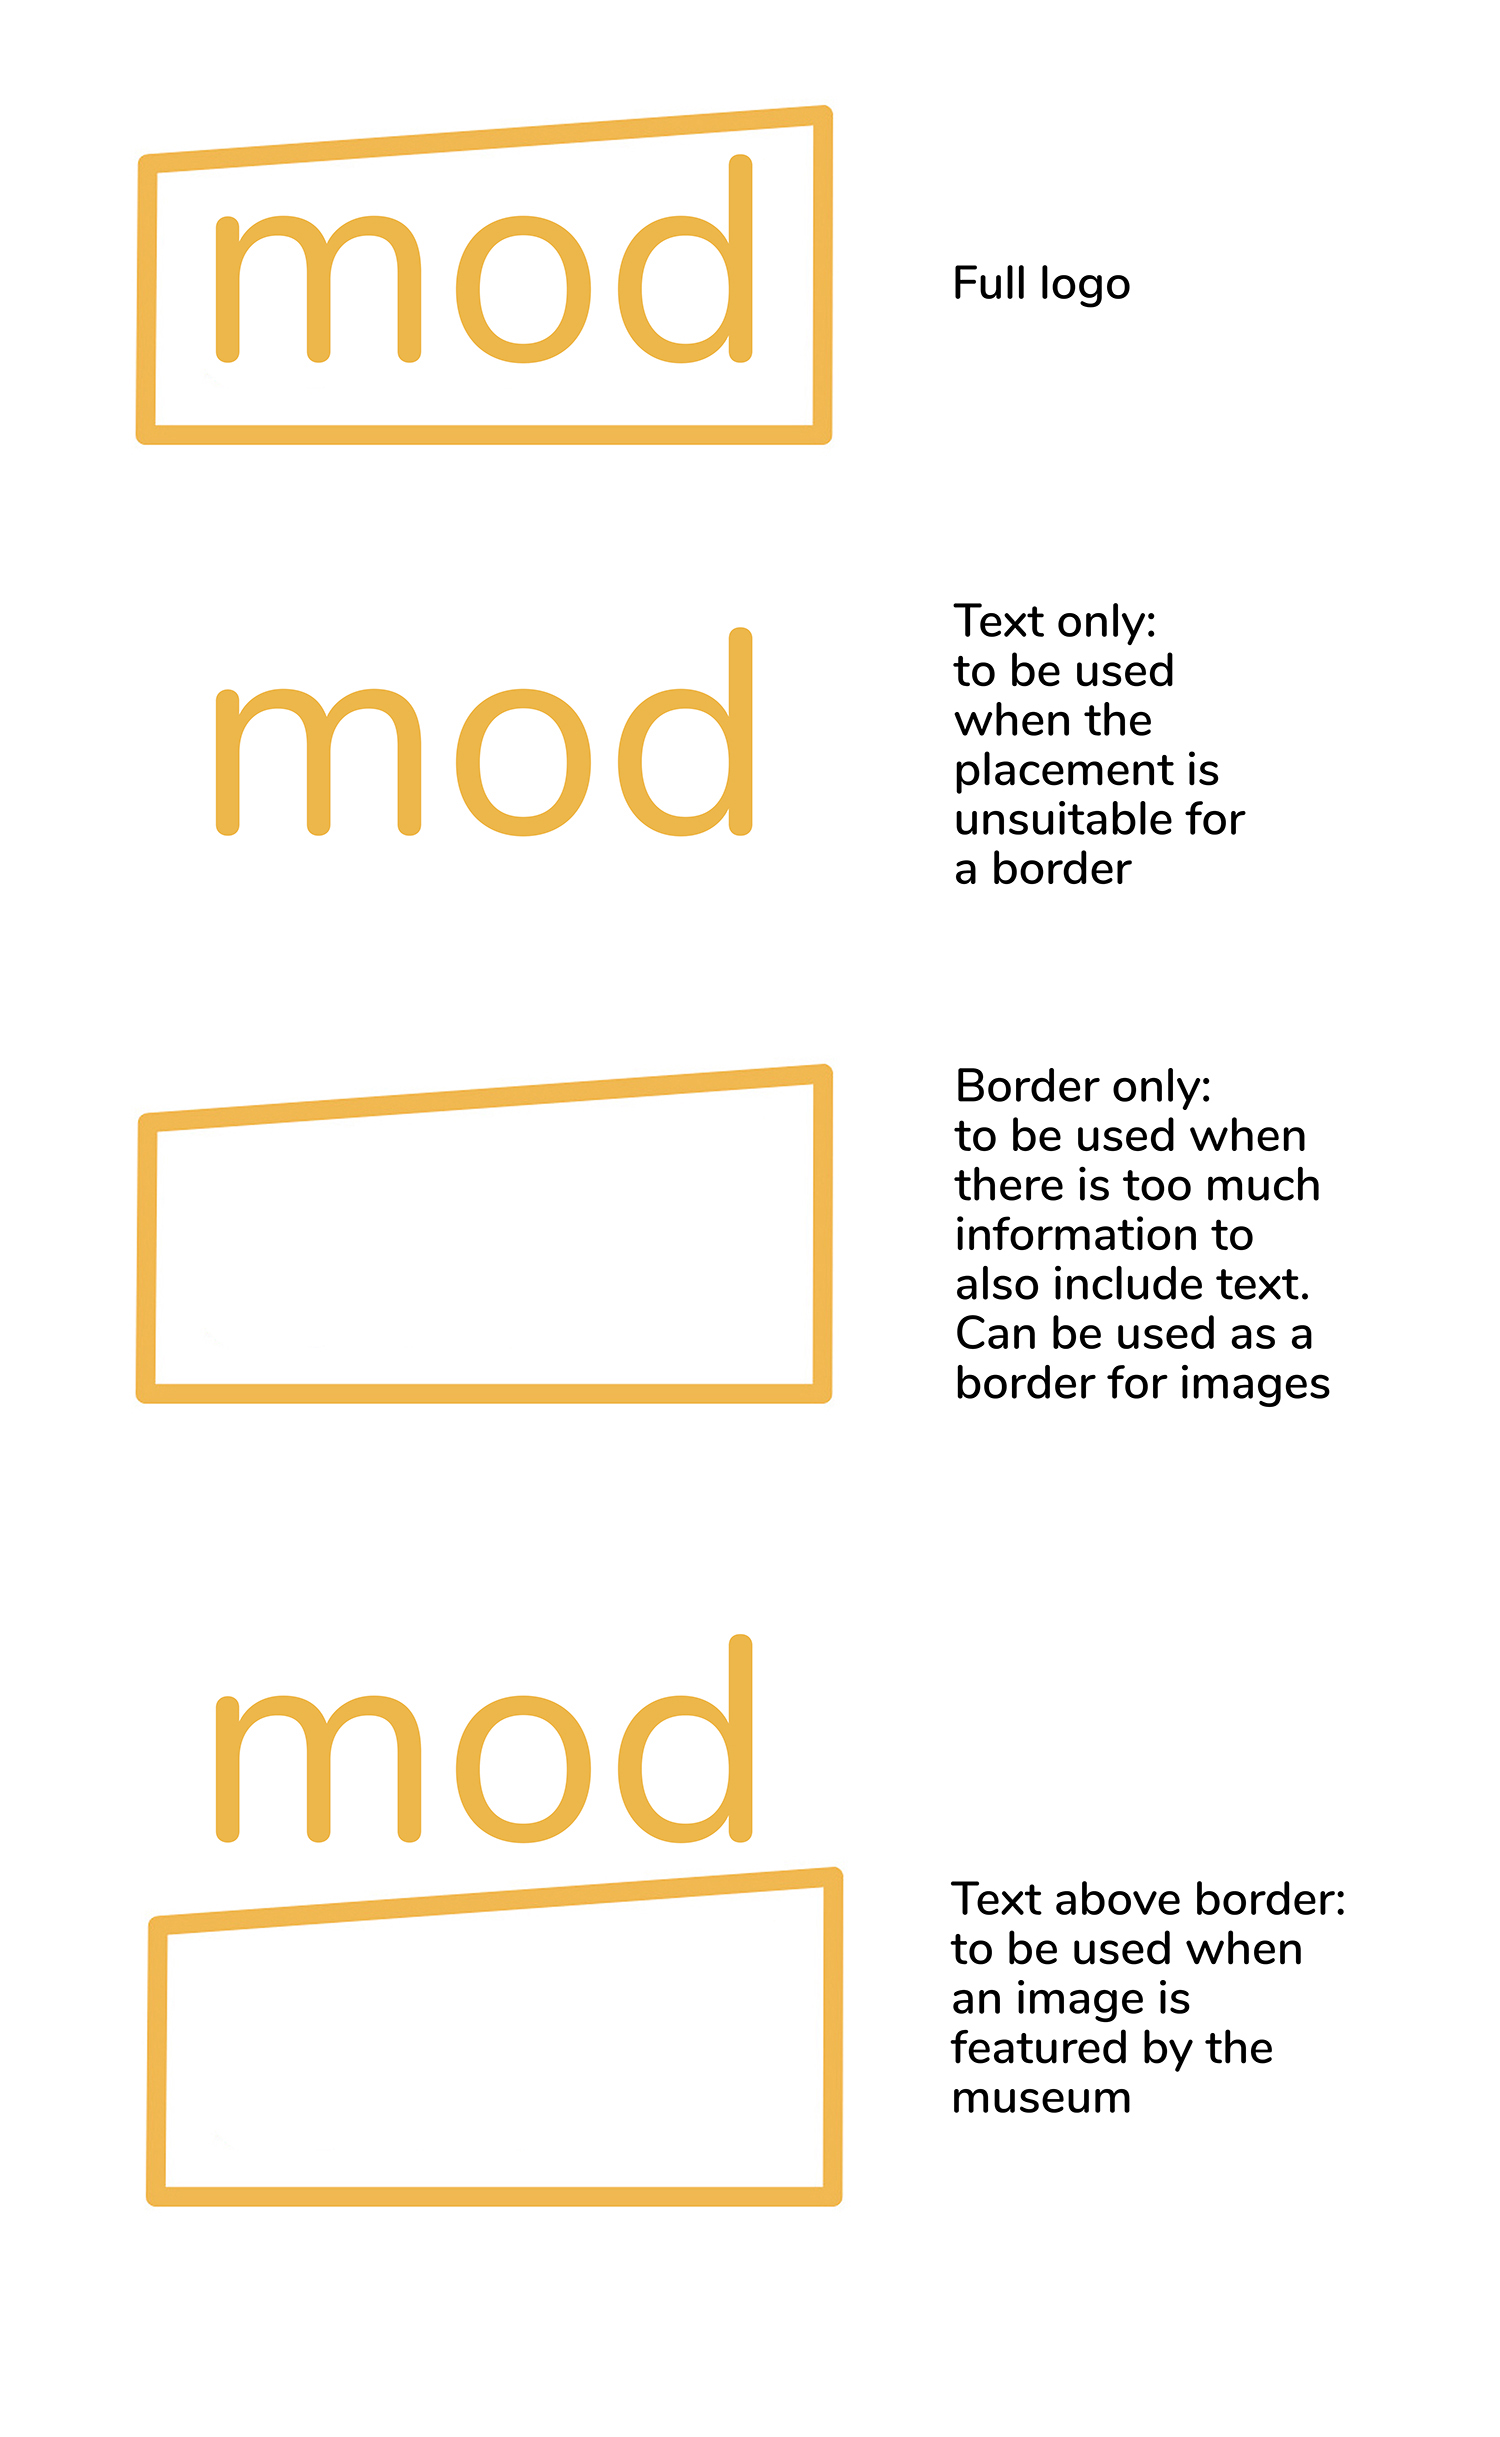 mod
Full logo
mod
Text only:
to be used
when the
placement is
unsuitable for
a border
Border only:
to be used when
there is too much
information to
also include text.
Can be used as a
border for images
mod
Text above border:
to be used when
an image is
featured by the
museum